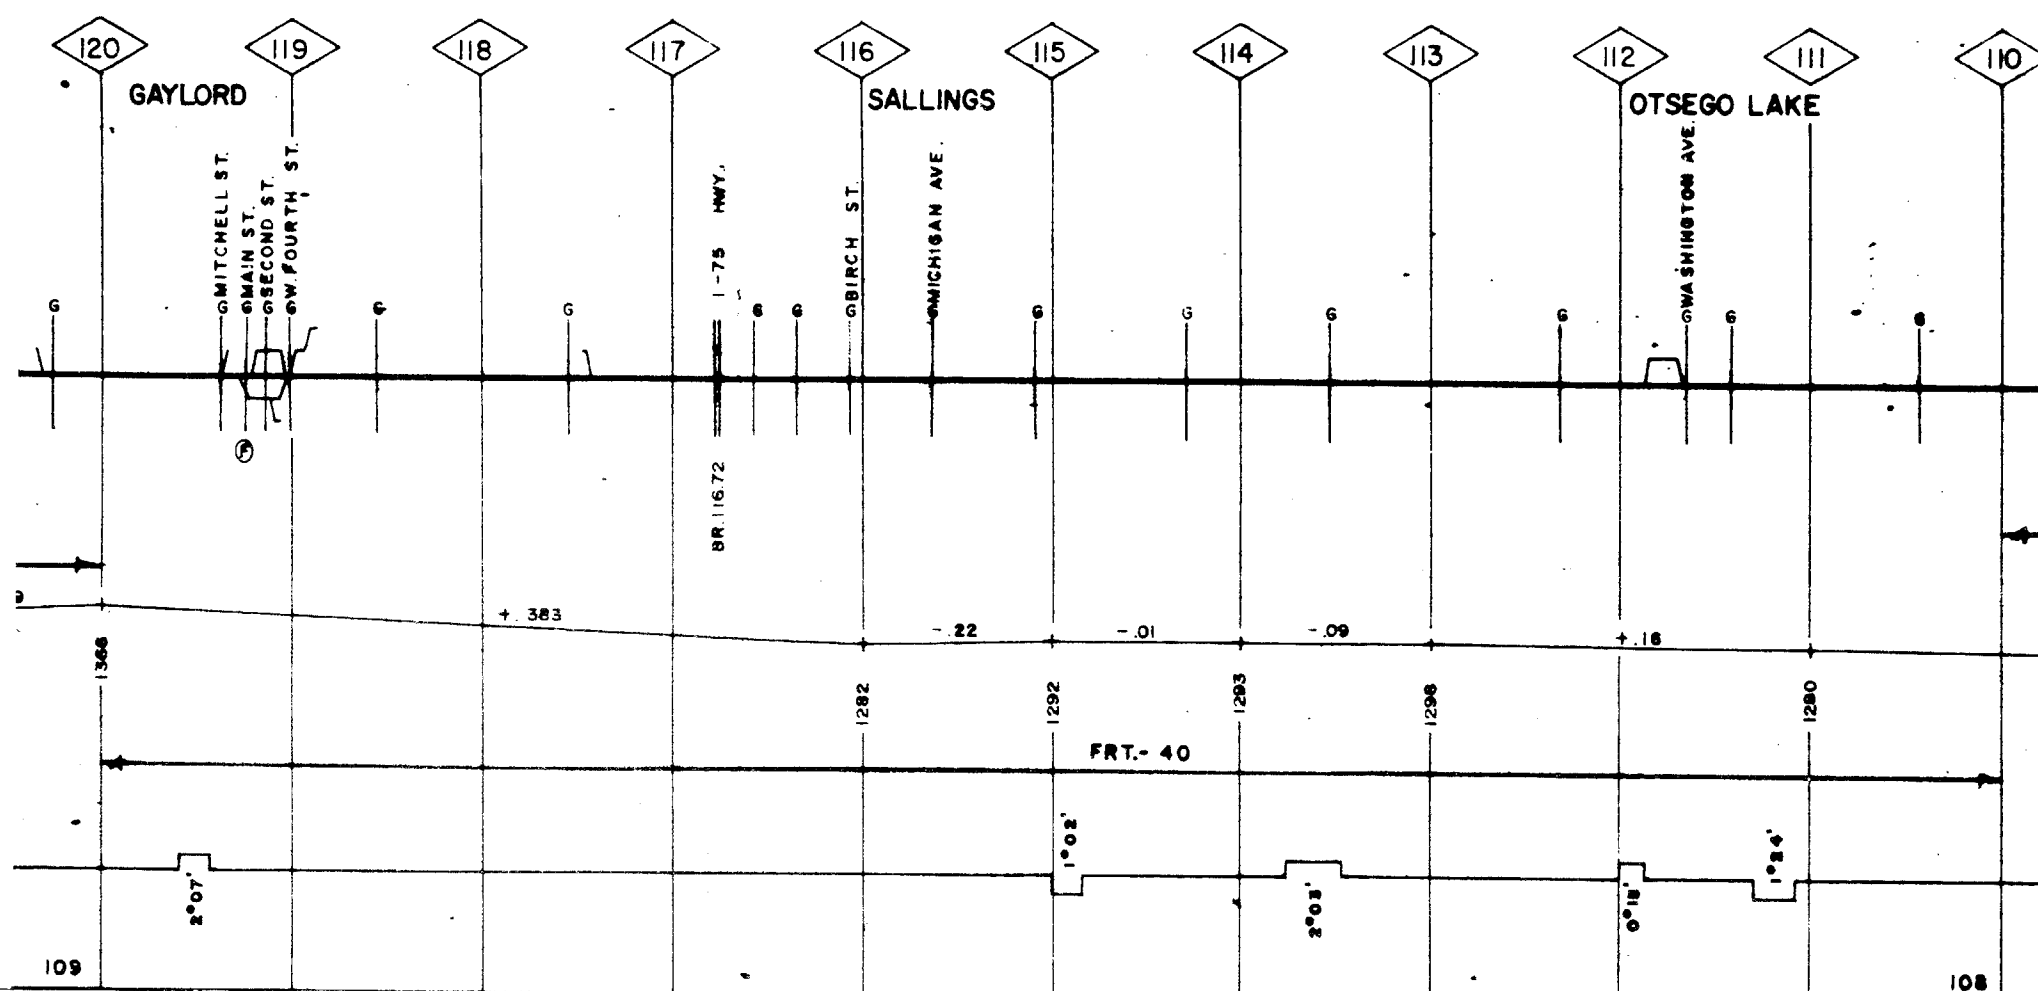 120 119 118 117 116 115 114 113 112 111 110
GAYLORD SALLINGS OTSEGO LAKE
G MITCHELL ST.
G MAIN ST.
G SECOND ST.
G W. FOURTH ST.
I-75 HWY.
G BIRCH ST.
G MICHIGAN AVE.
G WASHINGTON AVE.
G G G G G G G G G G G
F
BR. 116.72
+.383 -.22 -.01 -.09 +.16
1366 1282 1292 1293 1298 1280
FRT.- 40
2°07' 1°02' 2°03' 0°18' 1°24'
109 108